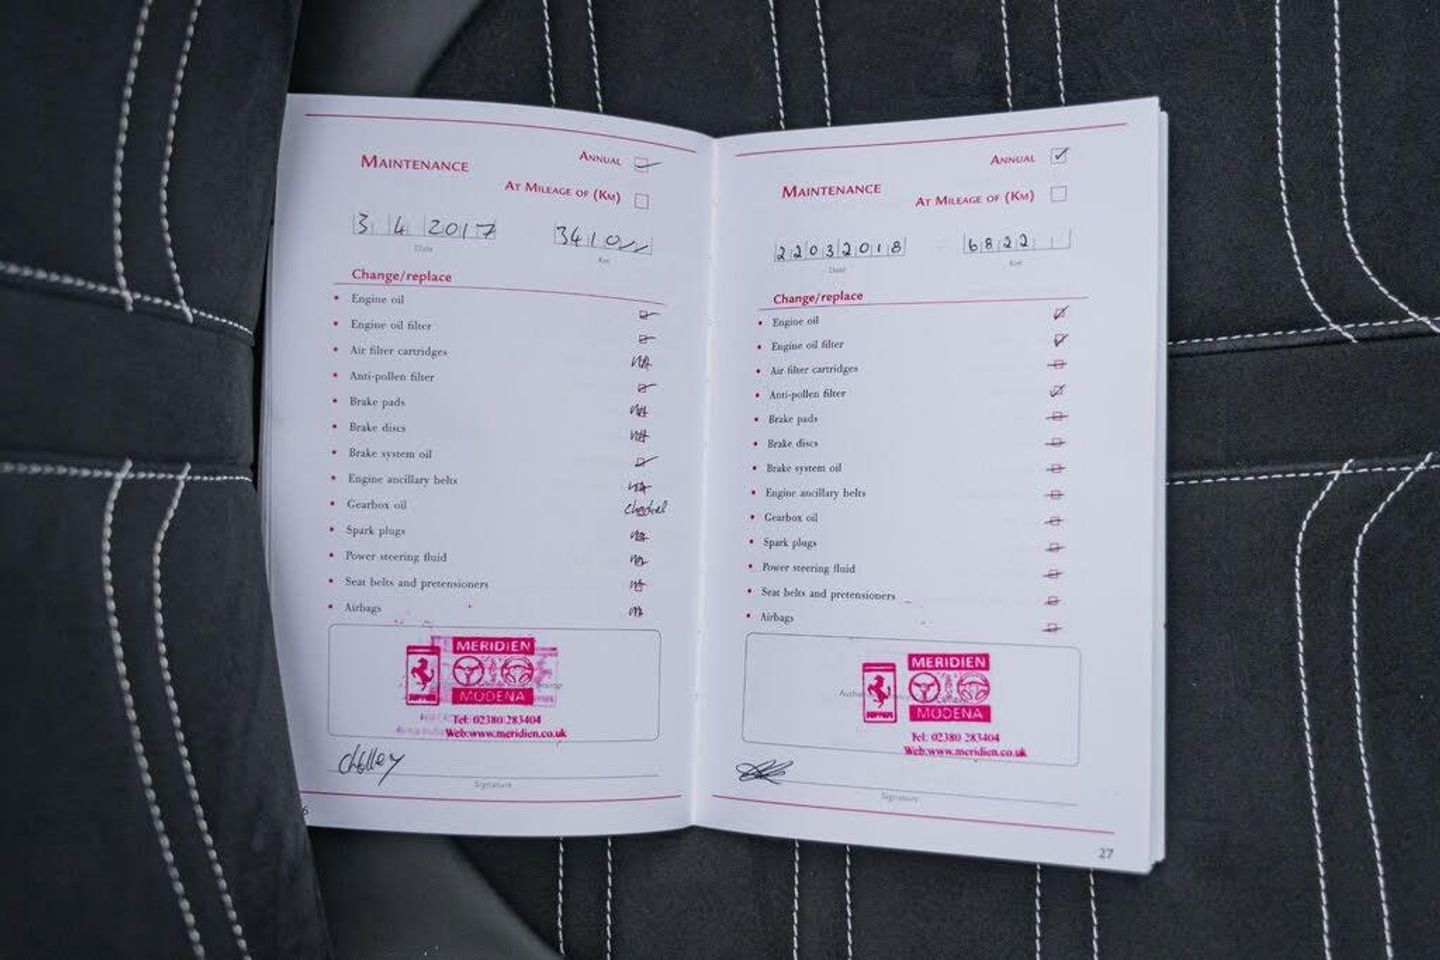 MAINTENANCE
ANNUAL
AT MILEAGE OF (KM)
3 4 2017
3410
Date
Km
Change/replace
• Engine oil
• Engine oil filter
• Air filter cartridges NA
• Anti-pollen filter
• Brake pads NA
• Brake discs NA
• Brake system oil
• Engine ancillary belts NA
• Gearbox oil
• Spark plugs NA
• Power steering fluid NA
• Seat belts and pretensioners NA
• Airbags NA
MERIDIEN
Ferrari
MODENA
Tel: 02380 283404
Web:www.meridien.co.uk
Signature
6
MAINTENANCE
ANNUAL
AT MILEAGE OF (KM)
22032018
6822
Date
Km
Change/replace
• Engine oil
• Engine oil filter
• Air filter cartridges
• Anti-pollen filter
• Brake pads
• Brake discs
• Brake system oil
• Engine ancillary belts
• Gearbox oil
• Spark plugs
• Power steering fluid
• Seat belts and pretensioners
• Airbags
MERIDIEN
Ferrari
MODENA
Tel: 02380 283404
Web:www.meridien.co.uk
Signature
27